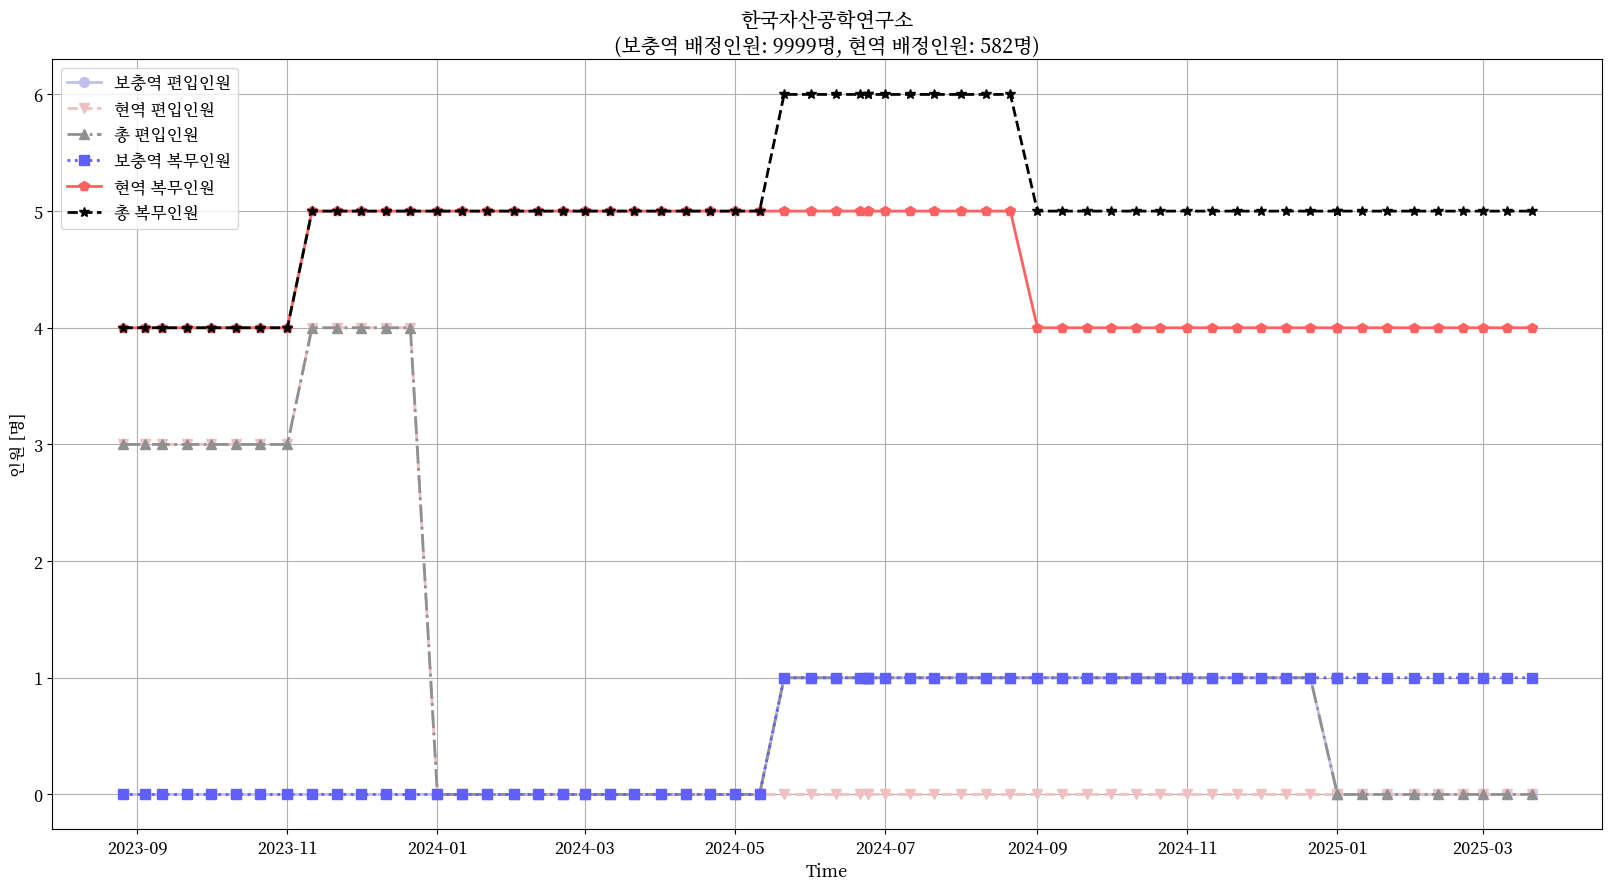 한국자산공학연구소
(보충역 배정인원: 9999명, 현역 배정인원: 582명)
보충역 편입인원
현역 편입인원
총 편입인원
보충역 복무인원
현역 복무인원
총 복무인원
인원 [명]
6
5
4
3
2
1
0
2023-09
2023-11
2024-01
2024-03
2024-05
2024-07
2024-09
2024-11
2025-01
2025-03
Time